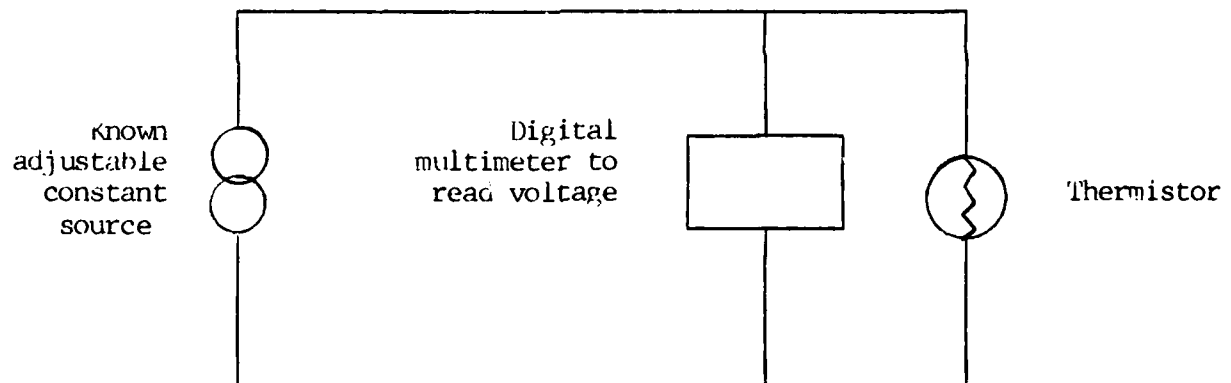 Known
adjustable
constant
source
Digital
multimeter to
read voltage
Thermistor